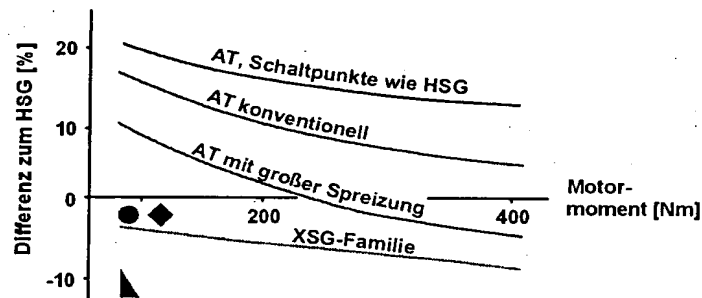 Differenz zum HSG [%]
20
10
0
-10
AT, Schaltpunkte wie HSG
AT konventionell
AT mit großer Spreizung
XSG-Familie
200
400
Motor-
moment [Nm]